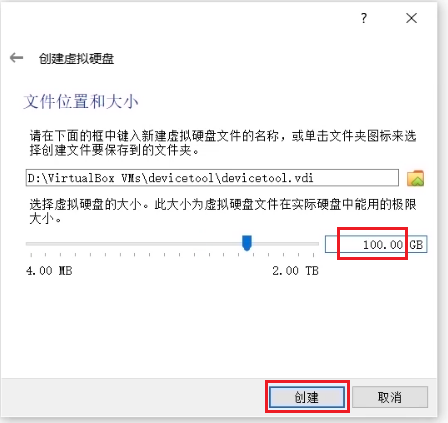 ?
创建虚拟硬盘
文件位置和大小
请在下面的框中键入新建虚拟硬盘文件的名称，或单击文件夹图标来选
择创建文件要保存到的文件夹。
D:\VirtualBox VMs\devicetool\devicetool.vdi
选择虚拟硬盘的大小。此大小为虚拟硬盘文件在实际硬盘中能用的极限
大小。
100.00 GB
4.00 MB 2.00 TB
创建 取消